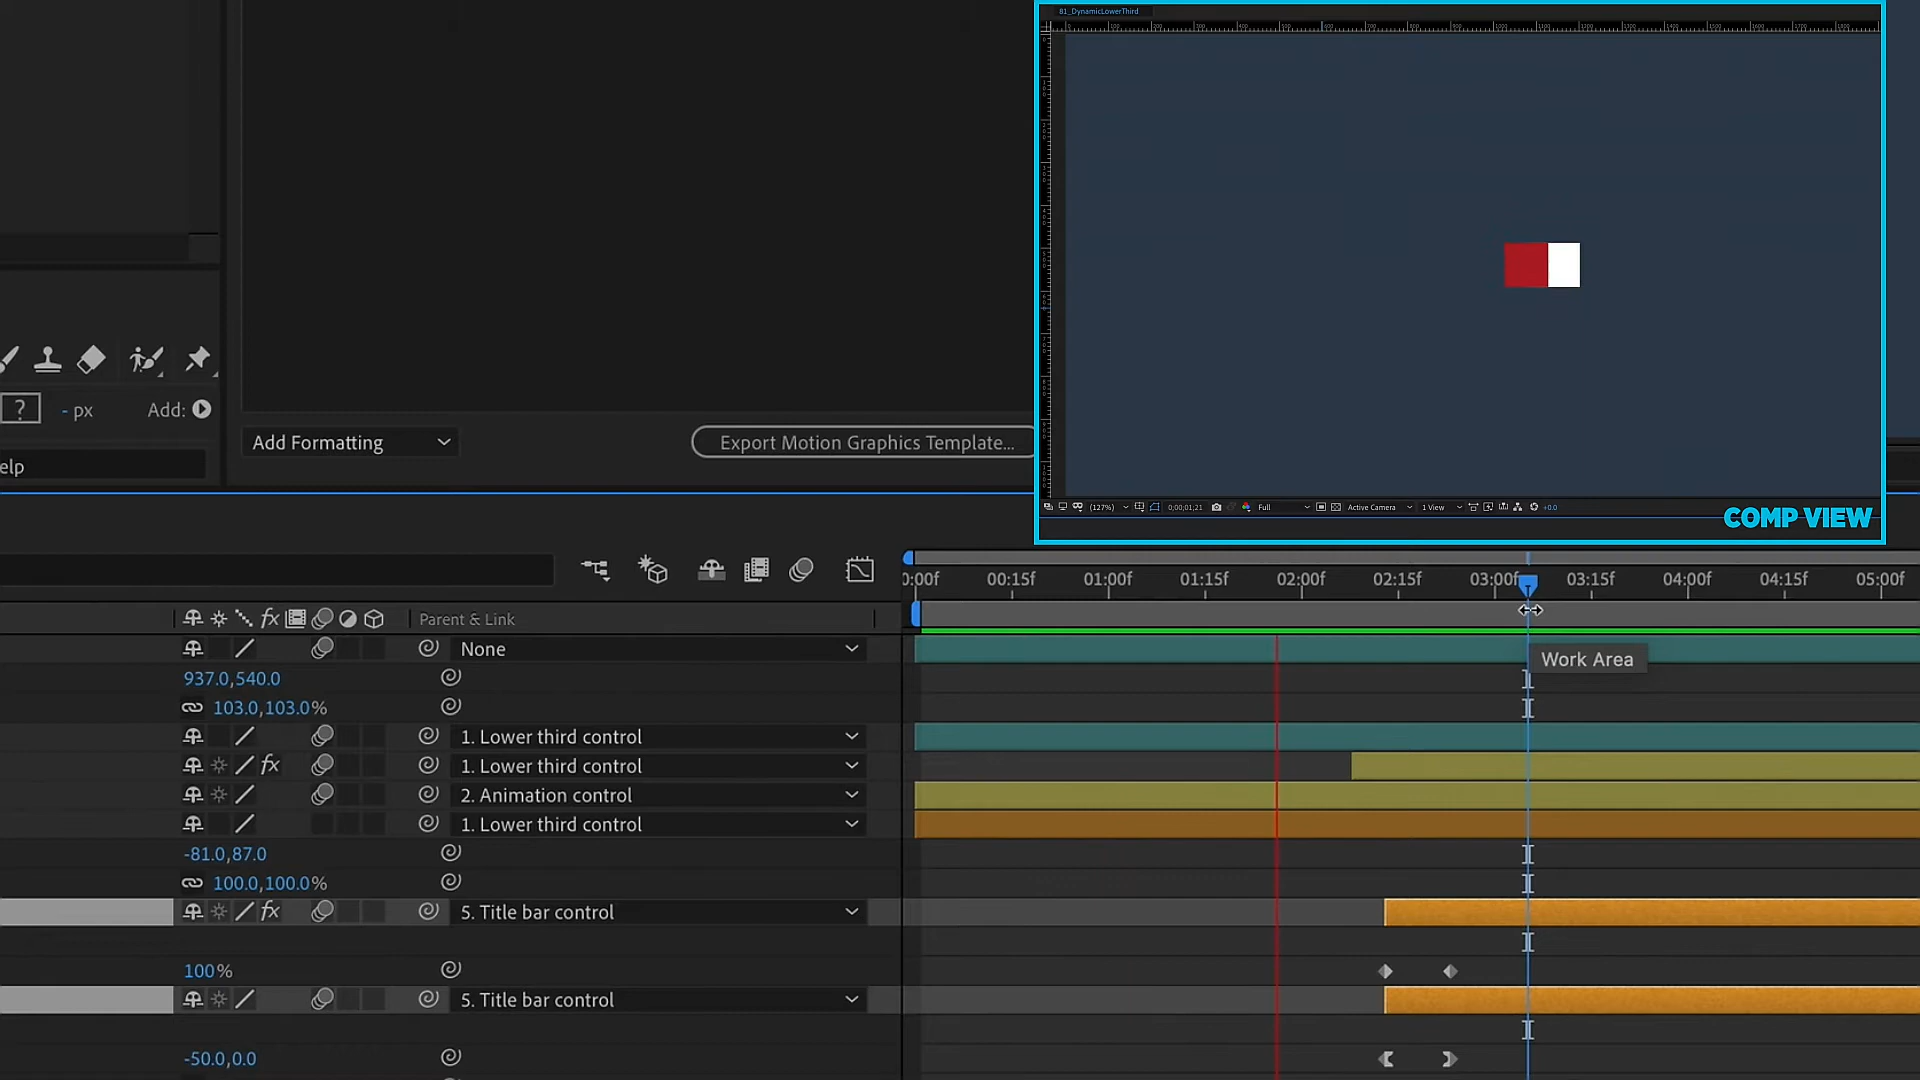 81_DynamicLowerThird
? - px Add:
Add Formatting
Export Motion Graphics Template...
elp
(127%) 0;00;01;21 Full Active Camera 1 View +0.0
COMP VIEW
0:00f 00:15f 01:00f 01:15f 02:00f 02:15f 03:00f 03:15f 04:00f 04:15f 05:00f
fx Parent & Link
None
Work Area
937.0,540.0
103.0,103.0%
1. Lower third control
fx 1. Lower third control
2. Animation control
1. Lower third control
-81.0,87.0
100.0,100.0%
fx 5. Title bar control
100%
5. Title bar control
-50.0,0.0